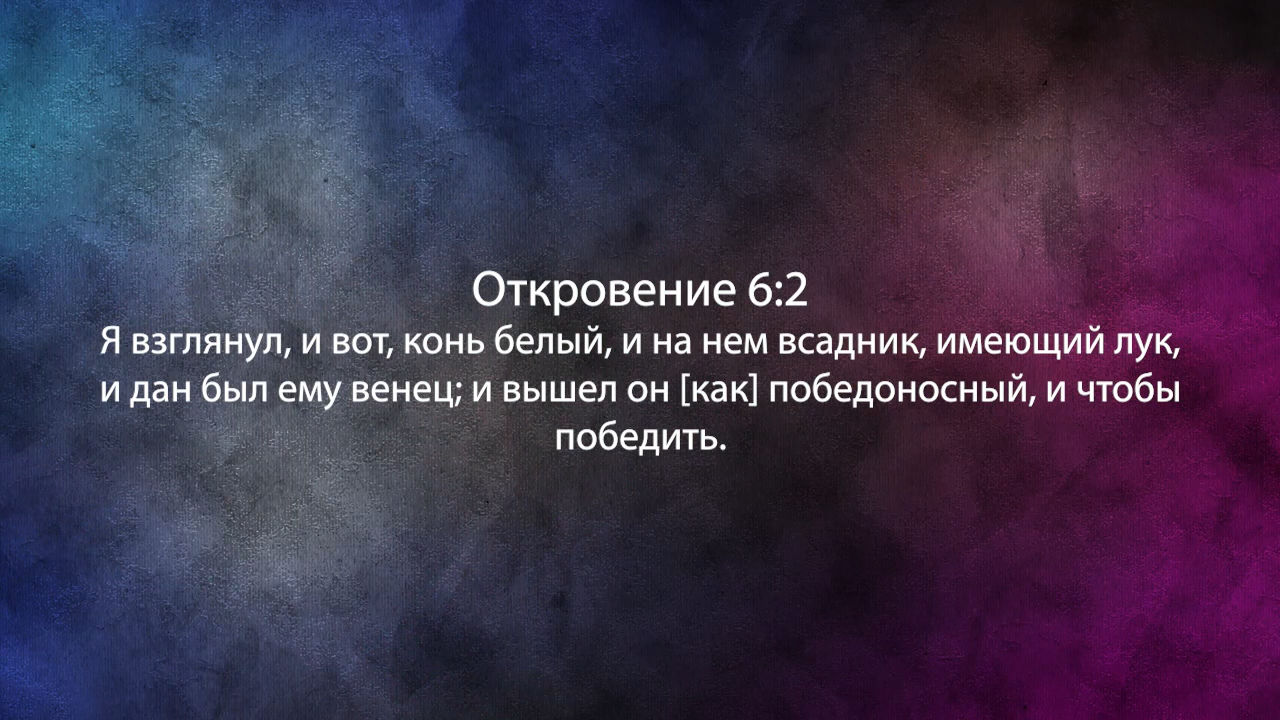 Откровение 6:2
Я взглянул, и вот, конь белый, и на нем всадник, имеющий лук,
и дан был ему венец; и вышел он [как] победоносный, и чтобы
победить.